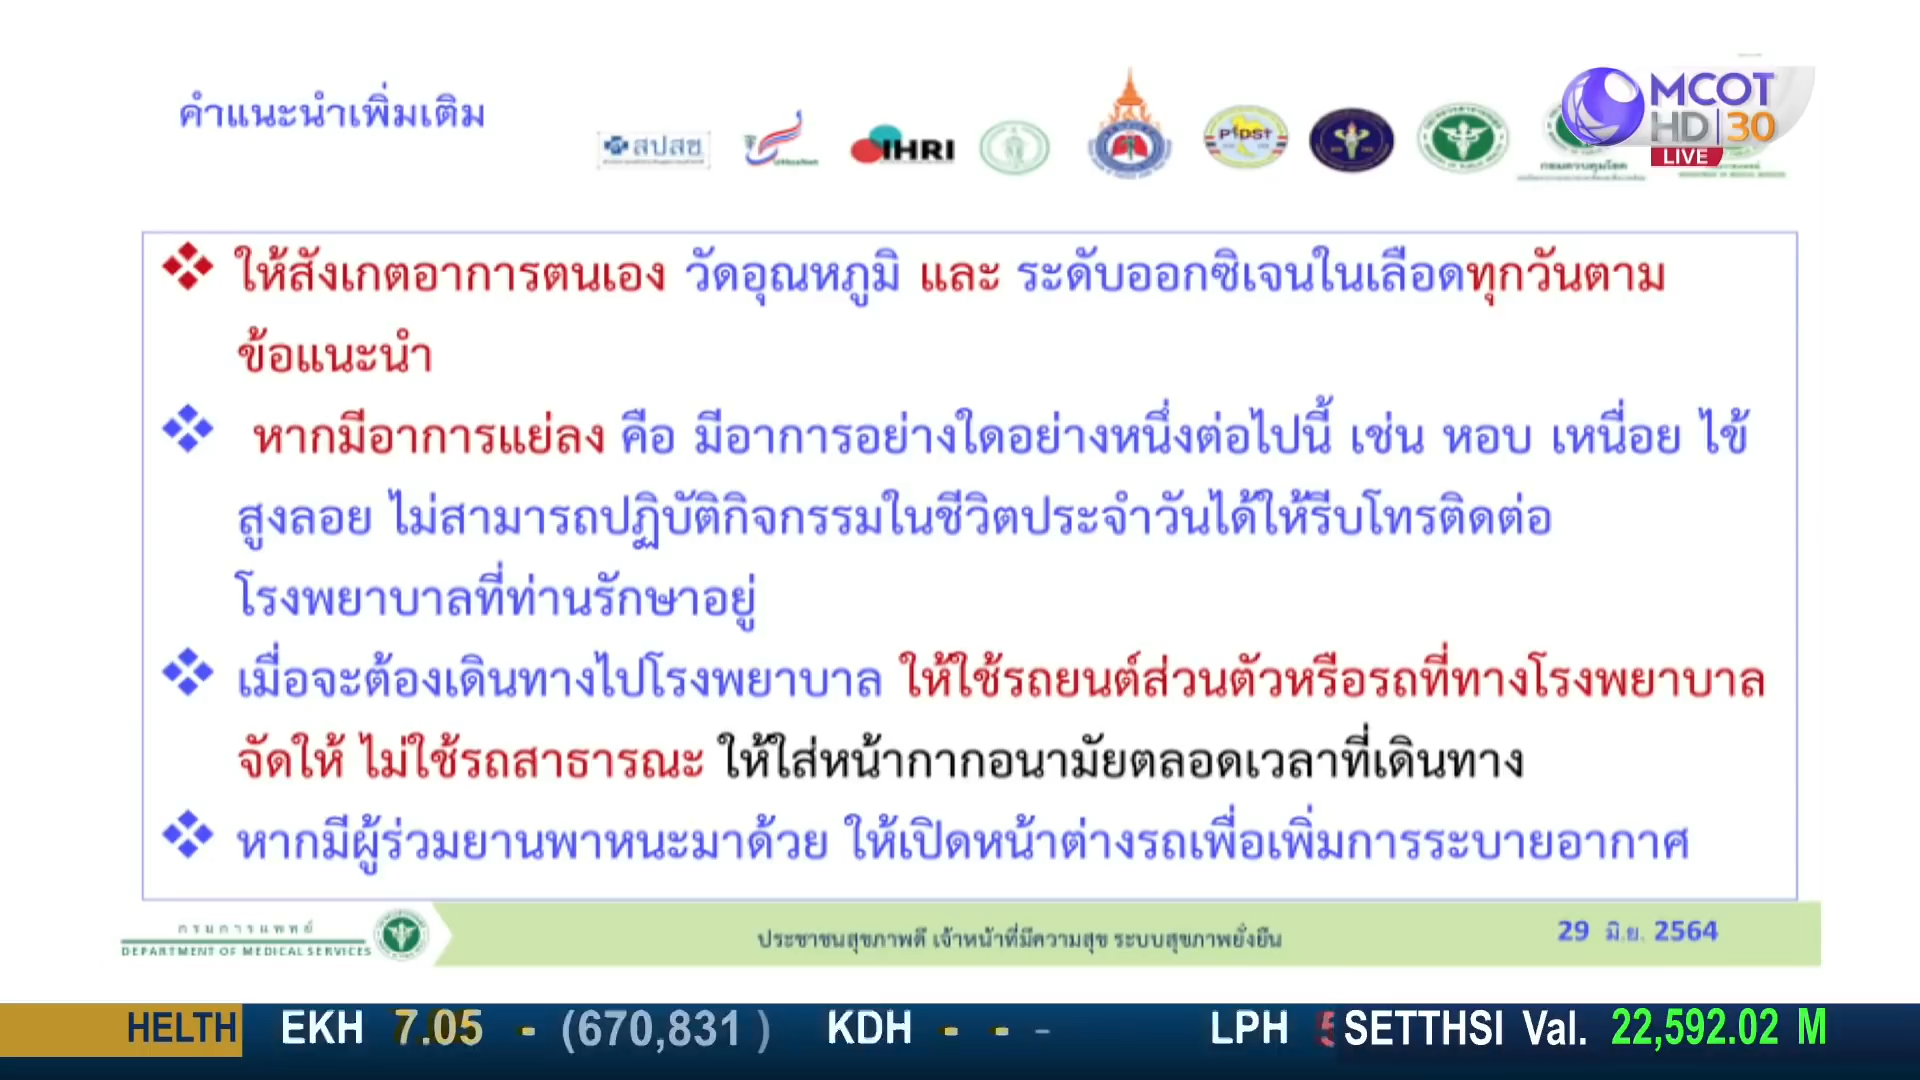 คำแนะนำเพิ่มเติม
สปสช
IHRI
PIDST
MCOT
HD 30
LIVE
กรมควบคุมโรค
ให้สังเกตอาการตนเอง วัดอุณหภูมิ และ ระดับออกซิเจนในเลือดทุกวันตาม
ข้อแนะนำ
หากมีอาการแย่ลง คือ มีอาการอย่างใดอย่างหนึ่งต่อไปนี้ เช่น หอบ เหนื่อย ไข้
สูงลอย ไม่สามารถปฏิบัติกิจกรรมในชีวิตประจำวันได้ให้รีบโทรติดต่อ
โรงพยาบาลที่ท่านรักษาอยู่
เมื่อจะต้องเดินทางไปโรงพยาบาล ให้ใช้รถยนต์ส่วนตัวหรือรถที่ทางโรงพยาบาล
จัดให้ ไม่ใช้รถสาธารณะ ให้ใส่หน้ากากอนามัยตลอดเวลาที่เดินทาง
หากมีผู้ร่วมยานพาหนะมาด้วย ให้เปิดหน้าต่างรถเพื่อเพิ่มการระบายอากาศ
กรมการแพทย์
DEPARTMENT OF MEDICAL SERVICES
ประชาชนสุขภาพดี เจ้าหน้าที่มีความสุข ระบบสุขภาพยั่งยืน
29 มิ.ย. 2564
HELTH EKH 7.05 - (670,831 ) KDH - - - LPH SETTHSI Val. 22,592.02 M